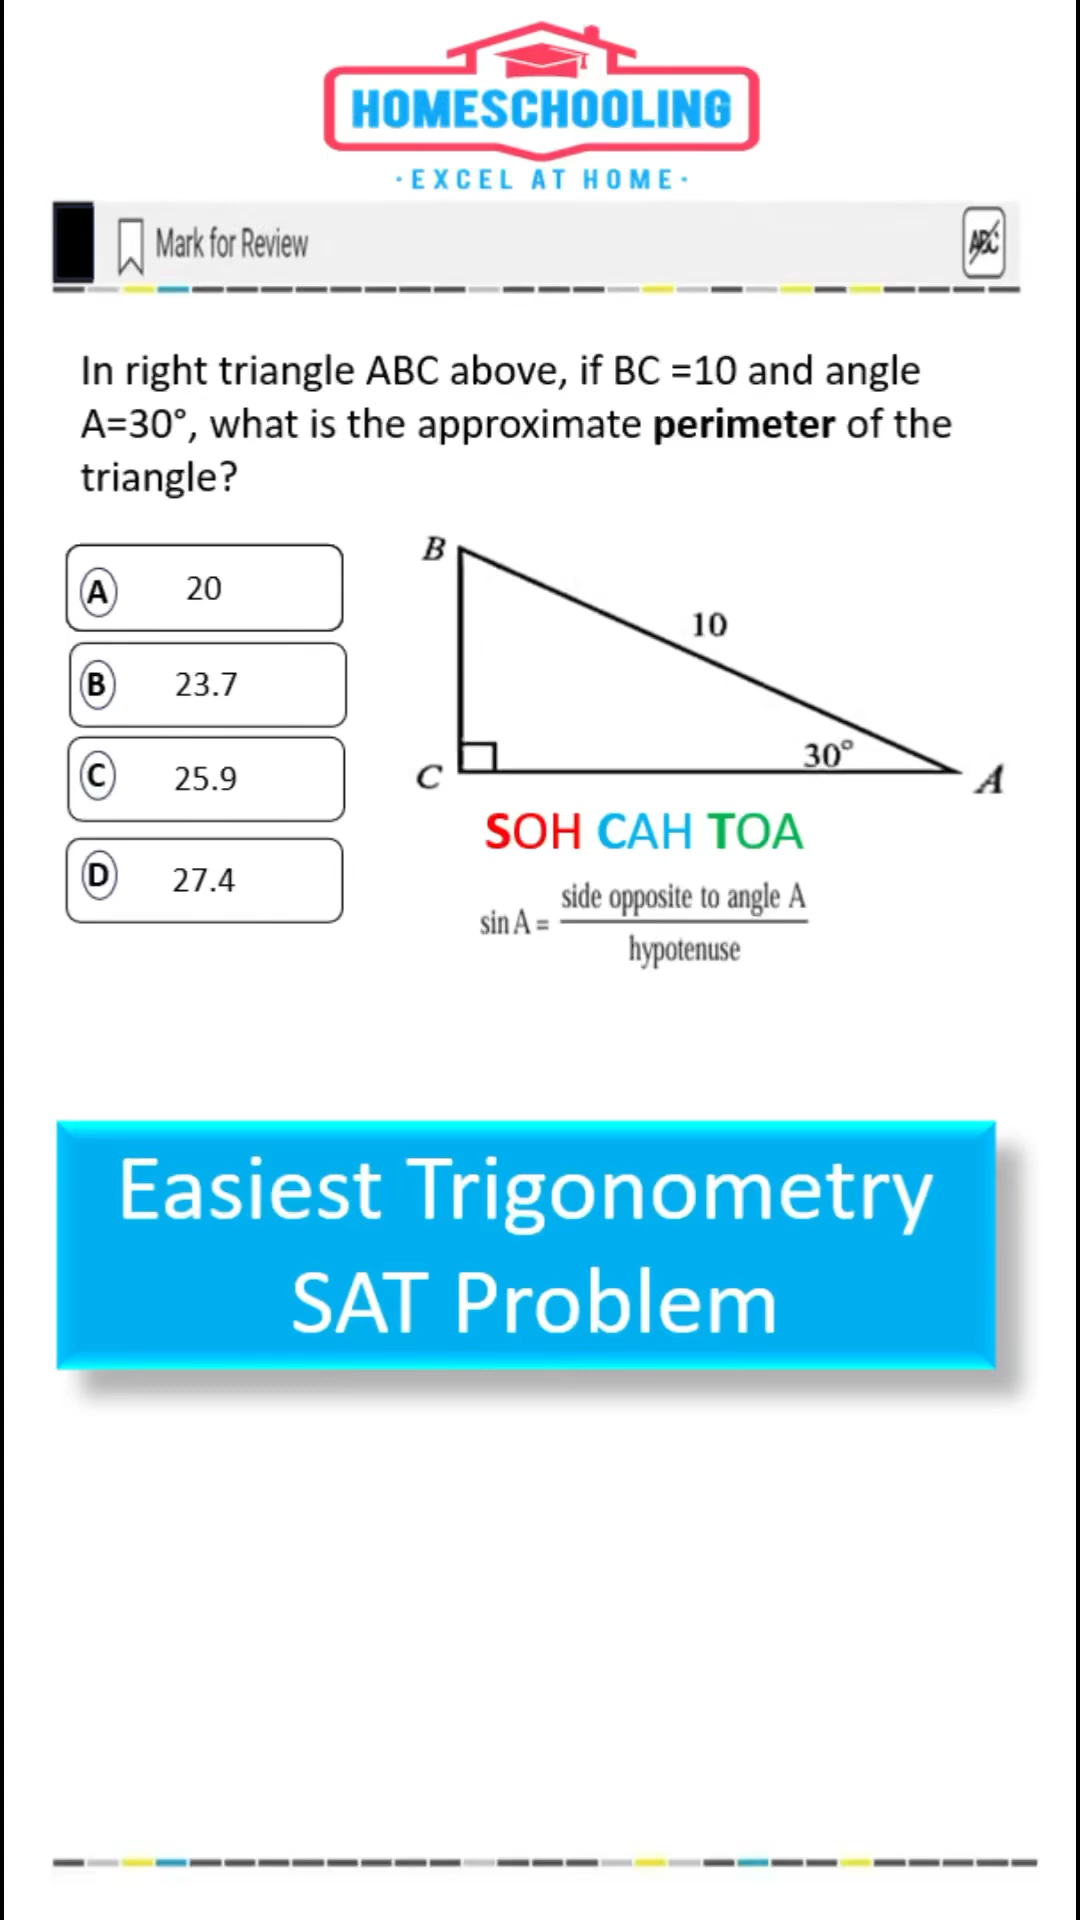 HOMESCHOOLING
·EXCEL AT HOME·
Mark for Review
ABC
In right triangle ABC above, if BC =10 and angle
A=30°, what is the approximate perimeter of the
triangle?
A 20
B 23.7
C 25.9
D 27.4
B
10
30°
C
A
SOH CAH TOA
sin A = side opposite to angle A
hypotenuse
Easiest Trigonometry
SAT Problem